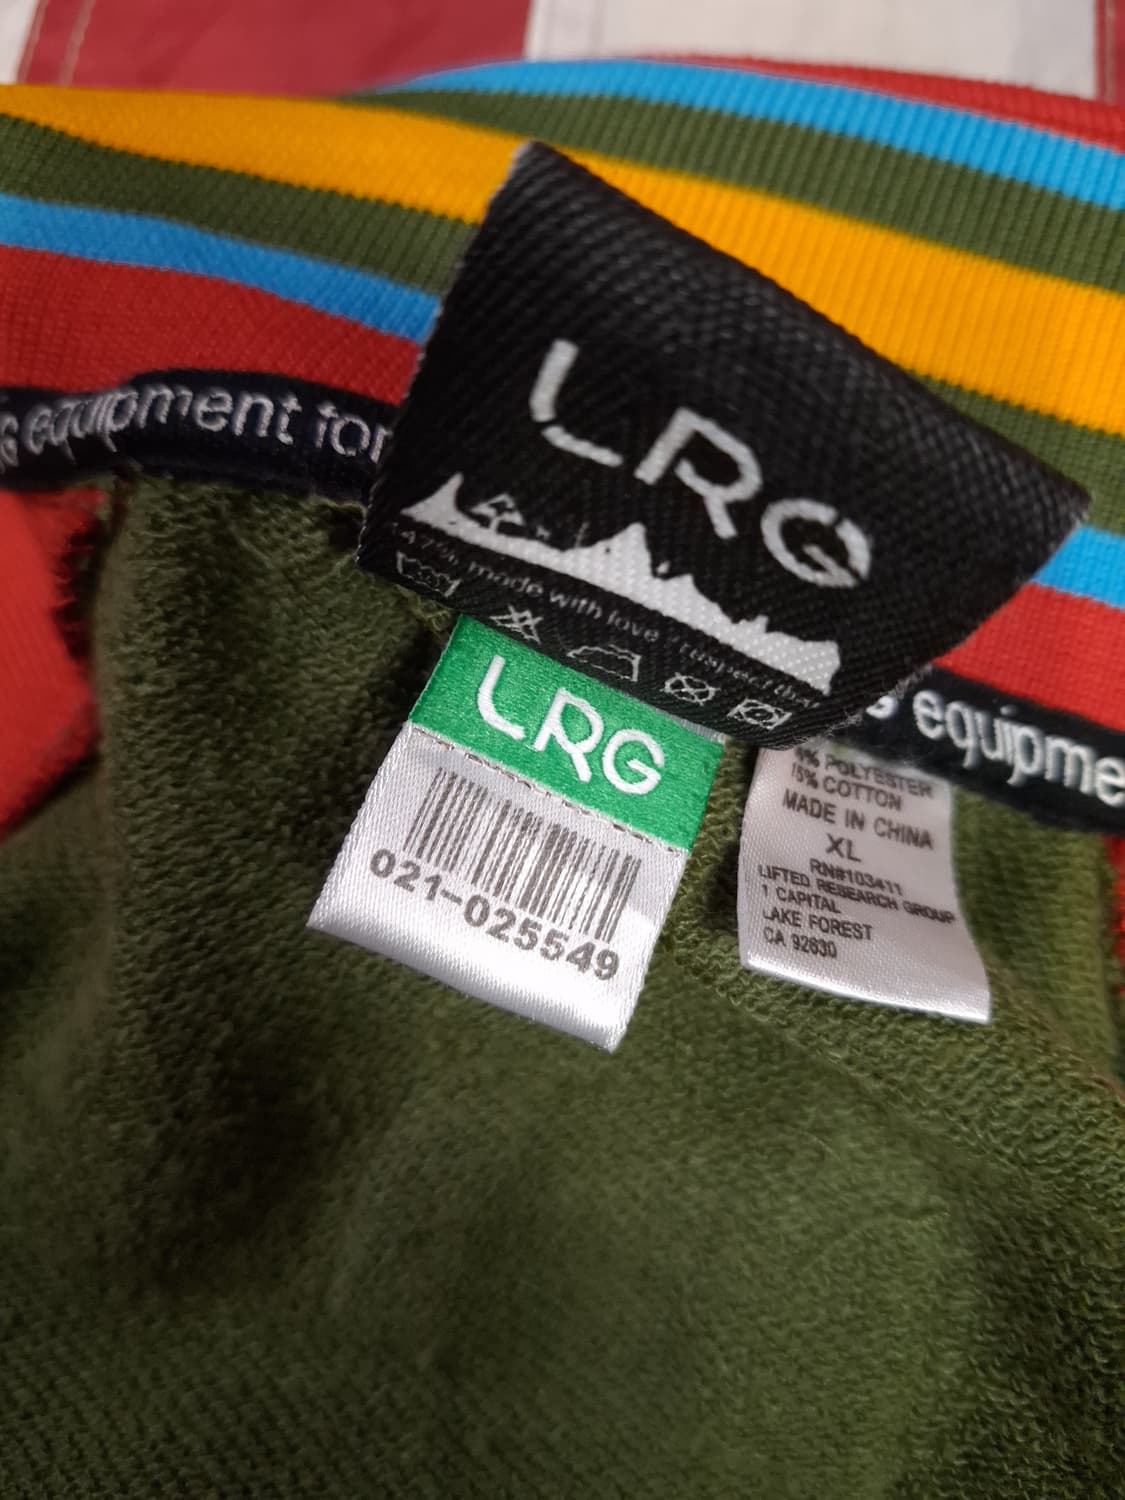 equipment for
LRG
47% made with love
LRG
021-025549
% POLYESTER
% COTTON
MADE IN CHINA
XL
RN#103411
LIFTED RESEARCH GROUP
1 CAPITAL
LAKE FOREST
CA 92630
equipme